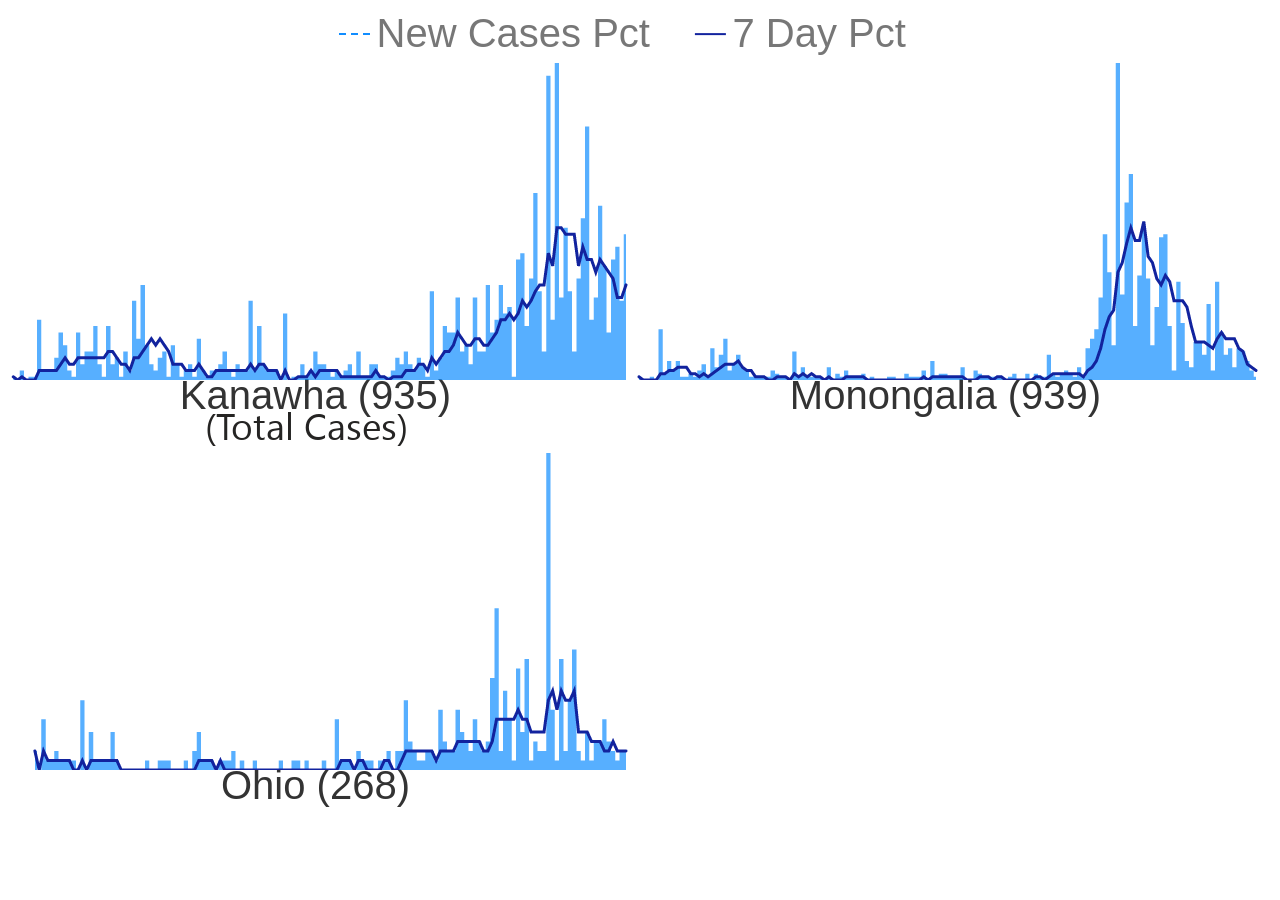 New Cases Pct 7 Day Pct
Kanawha (935)
(Total Cases)
Monongalia (939)
Ohio (268)